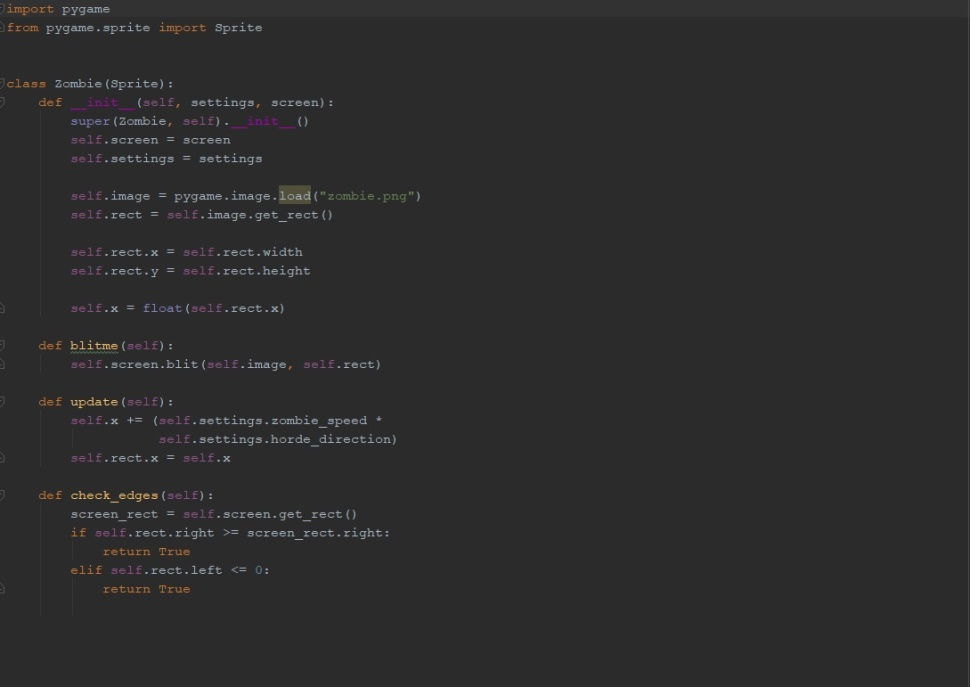 import pygame
from pygame.sprite import Sprite
class Zombie(Sprite):
def __init__(self, settings, screen):
super(Zombie, self).__init__()
self.screen = screen
self.settings = settings
self.image = pygame.image.load("zombie.png")
self.rect = self.image.get_rect()
self.rect.x = self.rect.width
self.rect.y = self.rect.height
self.x = float(self.rect.x)
def blitme(self):
self.screen.blit(self.image, self.rect)
def update(self):
self.x += (self.settings.zombie_speed *
self.settings.horde_direction)
self.rect.x = self.x
def check_edges(self):
screen_rect = self.screen.get_rect()
if self.rect.right >= screen_rect.right:
return True
elif self.rect.left <= 0:
return True